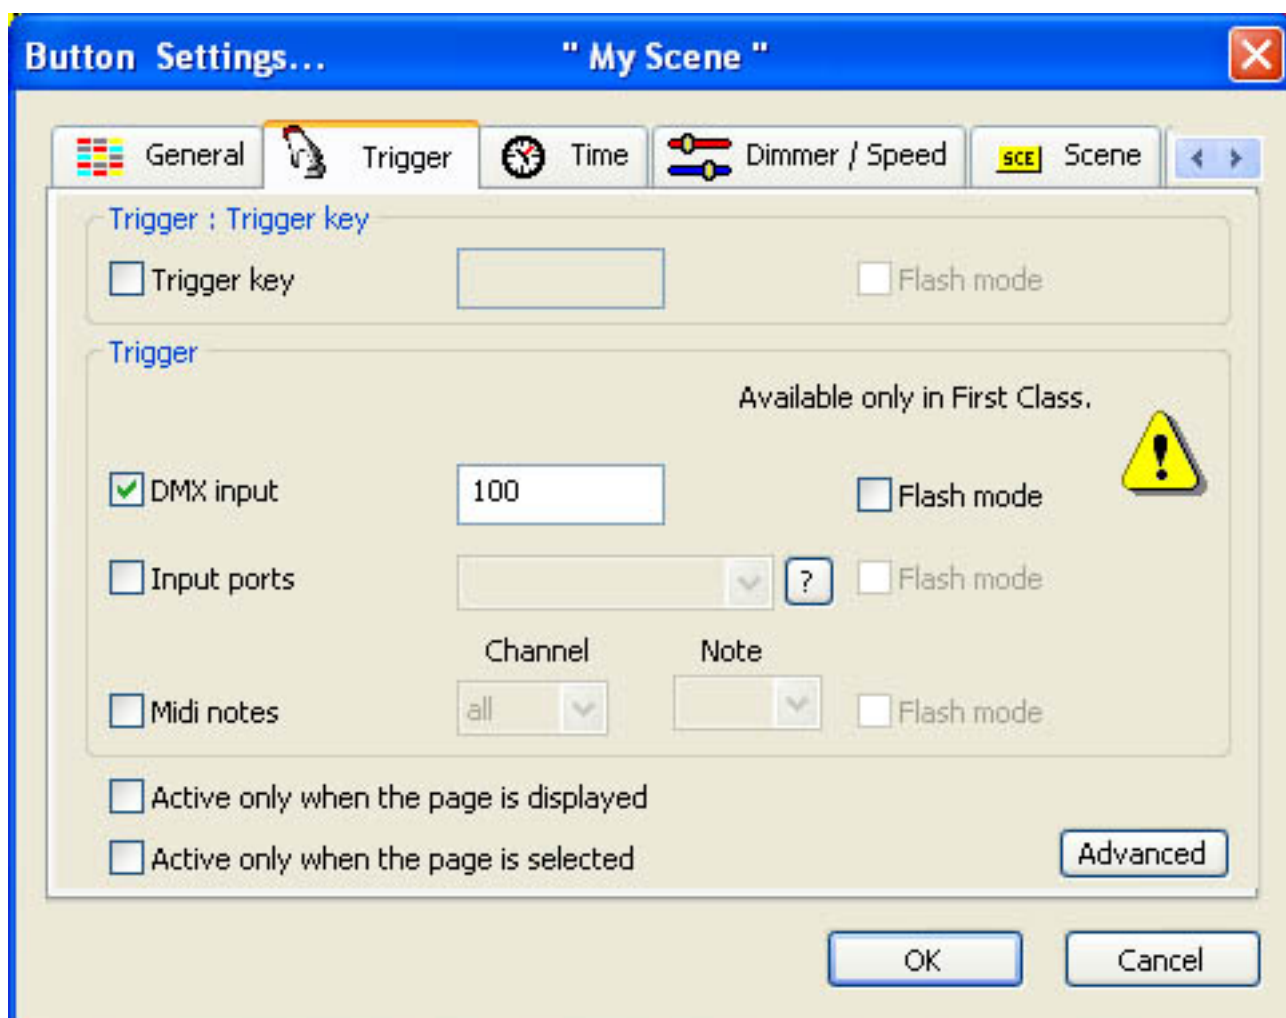 Button Settings... " My Scene "
General Trigger Time Dimmer / Speed SCE Scene
Trigger : Trigger key
Trigger key Flash mode
Trigger
Available only in First Class.
DMX input 100 Flash mode
Input ports ? Flash mode
Channel Note
Midi notes all Flash mode
Active only when the page is displayed
Active only when the page is selected
Advanced
OK Cancel